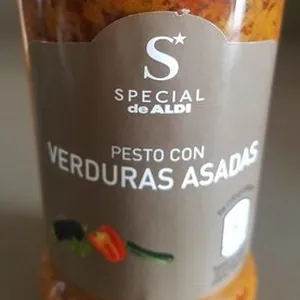 S
SPECIAL
de ALDI
PESTO CON
VERDURAS ASADAS